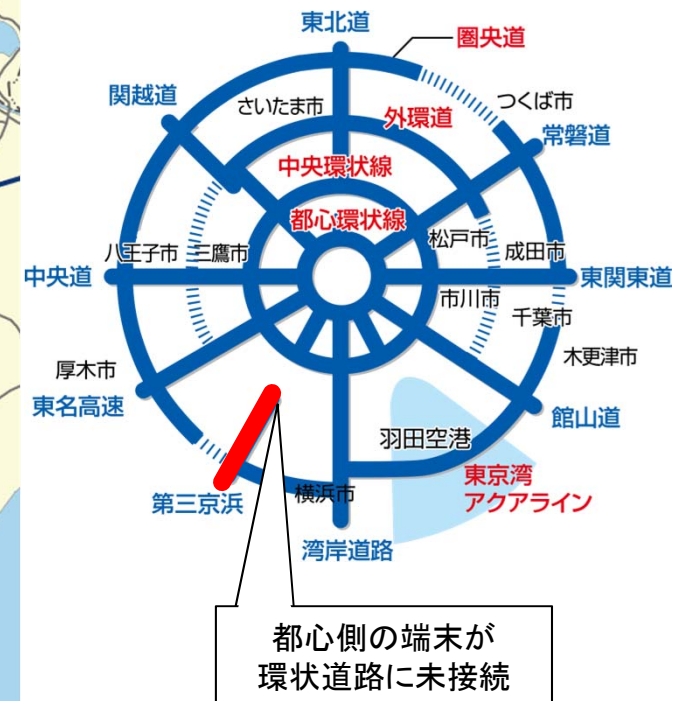 東北道
圏央道
関越道
さいたま市
外環道
つくば市
常磐道
中央環状線
都心環状線
八王子市
三鷹市
松戸市
成田市
中央道
東関東道
市川市
千葉市
厚木市
木更津市
東名高速
館山道
羽田空港
第三京浜
横浜市
東京湾
アクアライン
湾岸道路
都心側の端末が
環状道路に未接続